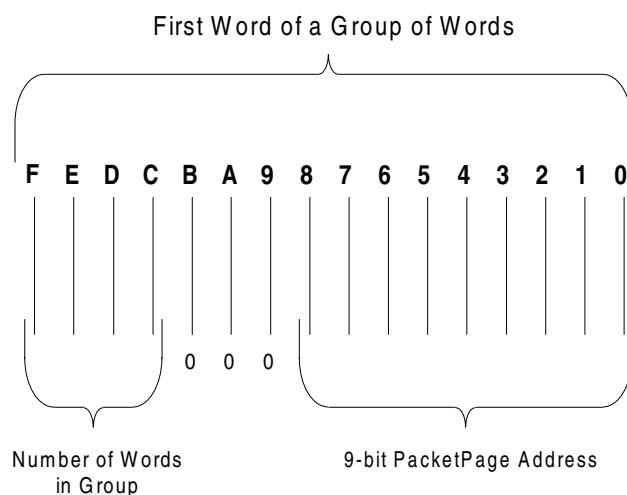 First Word of a Group of Words
F E D C B A 9 8 7 6 5 4 3 2 1 0
0 0 0
Number of Words
in Group
9-bit PacketPage Address